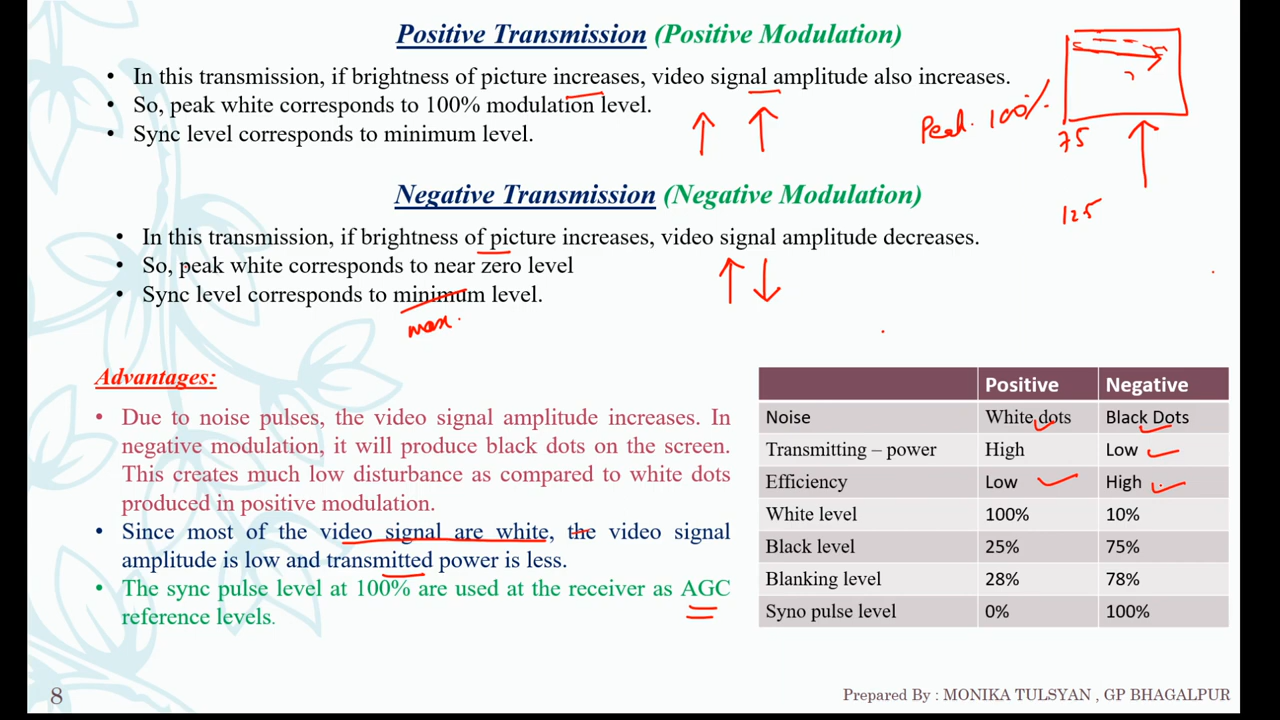 Positive Transmission (Positive Modulation)
• In this transmission, if brightness of picture increases, video signal amplitude also increases.
• So, peak white corresponds to 100% modulation level.
• Sync level corresponds to minimum level.
Peak. 100%
75
125
Negative Transmission (Negative Modulation)
• In this transmission, if brightness of picture increases, video signal amplitude decreases.
• So, peak white corresponds to near zero level
• Sync level corresponds to minimum level.
max.
Advantages:
• Due to noise pulses, the video signal amplitude increases. In
negative modulation, it will produce black dots on the screen.
This creates much low disturbance as compared to white dots
produced in positive modulation.
• Since most of the video signal are white, the video signal
amplitude is low and transmitted power is less.
• The sync pulse level at 100% are used at the receiver as AGC
reference levels.
Positive Negative
Noise White dots Black Dots
Transmitting – power High Low
Efficiency Low High
White level 100% 10%
Black level 25% 75%
Blanking level 28% 78%
Syno pulse level 0% 100%
8
Prepared By : MONIKA TULSYAN , GP BHAGALPUR